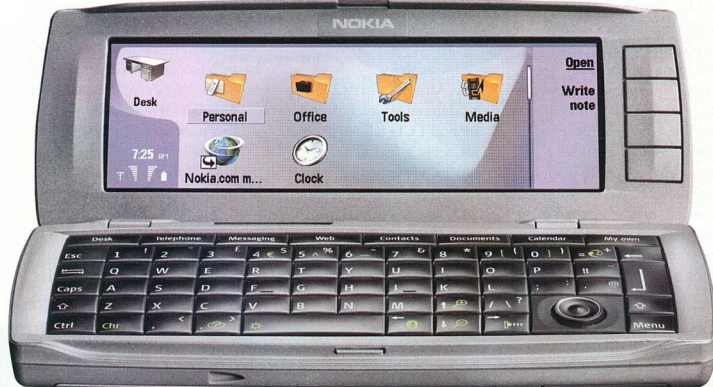 NOKIA
Open
Write
note
Desk
Personal
Office
Tools
Media
7:25 AM
Nokia.com m...
Clock
Desk Telephone Messaging Web Contacts Documents Calendar My own
Esc 1 ! 2 " 3 £ 4 € $ 5 ^ % 6 _ - 7 & 8 * 9 [ ( 0 ] ) = +
Q W E R T Y U I O P
Caps A S D F G H J K L ; :
Z X C V B N M / \ ?
Ctrl Chr , < . > Menu